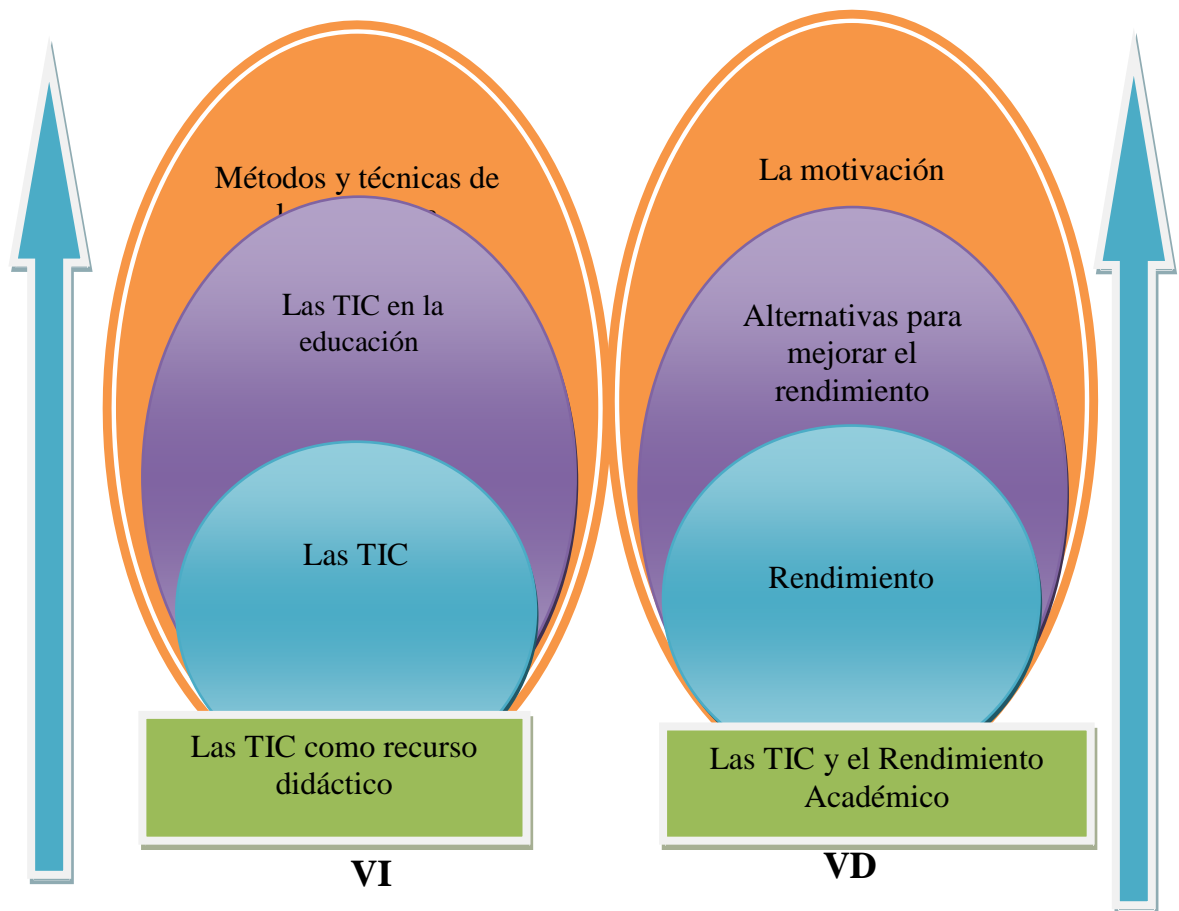 Métodos y técnicas de
Las TIC en la
educación
Las TIC
Las TIC como recurso
didáctico
VI
La motivación
Alternativas para
mejorar el
rendimiento
Rendimiento
Las TIC y el Rendimiento
Académico
VD